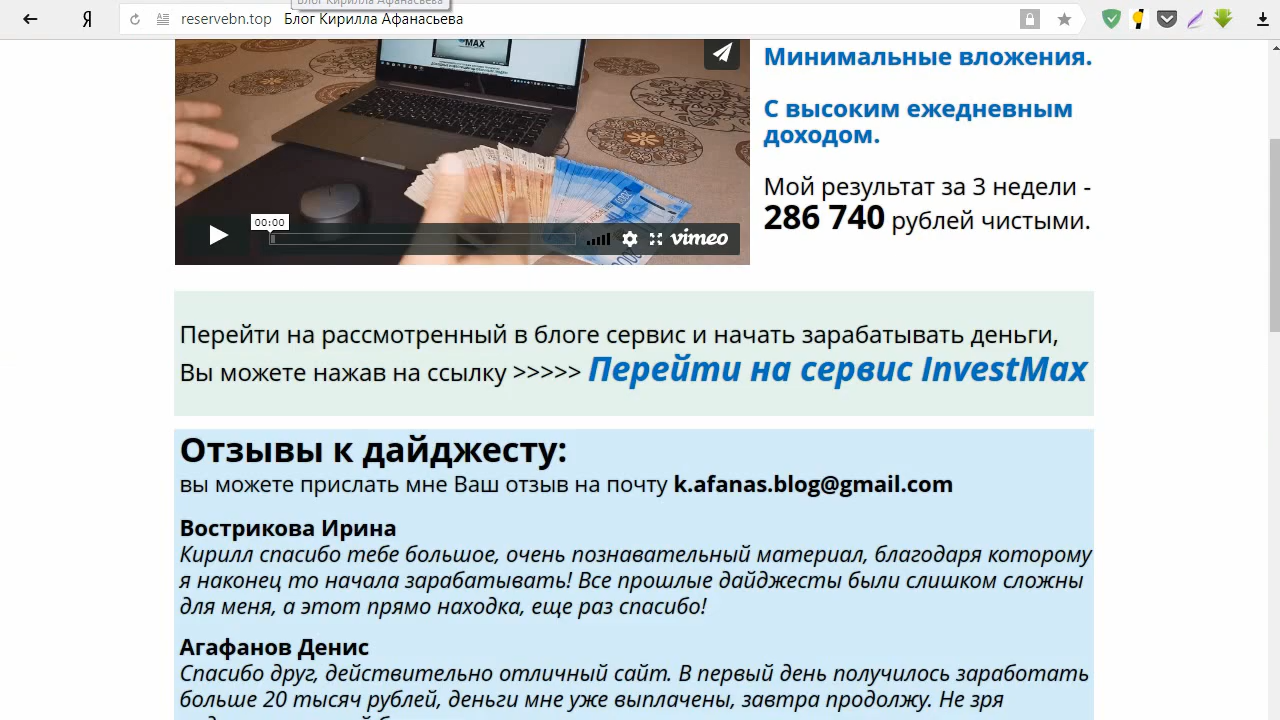 Блог Кирилла Афанасьева
Я
reservebn.top Блог Кирилла Афанасьева
MAX
Минимальные вложения.
С высоким ежедневным
доходом.
Мой результат за 3 недели -
286 740 рублей чистыми.
00:00
vimeo
Перейти на рассмотренный в блоге сервис и начать зарабатывать деньги,
Вы можете нажав на ссылку >>>>> Перейти на сервис InvestMax
Отзывы к дайджесту:
вы можете прислать мне Ваш отзыв на почту k.afanas.blog@gmail.com
Вострикова Ирина
Кирилл спасибо тебе большое, очень познавательный материал, благодаря которому
я наконец то начала зарабатывать! Все прошлые дайджесты были слишком сложны
для меня, а этот прямо находка, еще раз спасибо!
Агафанов Денис
Спасибо друг, действительно отличный сайт. В первый день получилось заработать
больше 20 тысяч рублей, деньги мне уже выплачены, завтра продолжу. Не зря